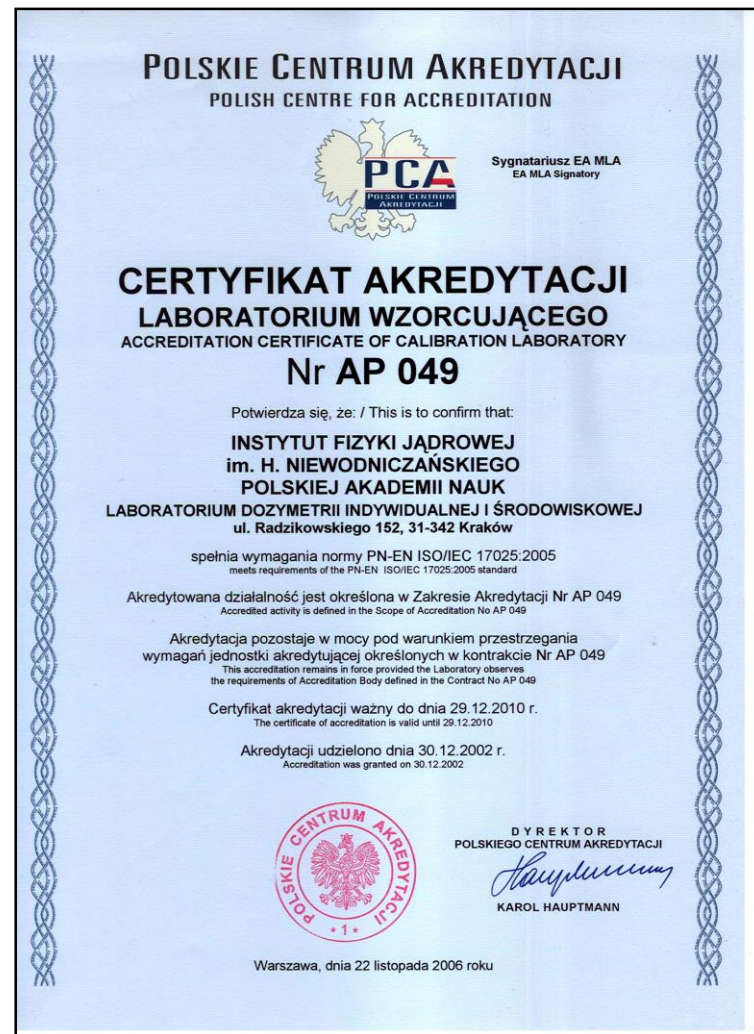 POLSKIE CENTRUM AKREDYTACJI
POLISH CENTRE FOR ACCREDITATION
PCA
POLSKIE CENTRUM
AKREDYTACJI
Sygnatariusz EA MLA
EA MLA Signatory
CERTYFIKAT AKREDYTACJI
LABORATORIUM WZORCUJĄCEGO
ACCREDITATION CERTIFICATE OF CALIBRATION LABORATORY
Nr AP 049
Potwierdza się, że: / This is to confirm that:
INSTYTUT FIZYKI JĄDROWEJ
im. H. NIEWODNICZAŃSKIEGO
POLSKIEJ AKADEMII NAUK
LABORATORIUM DOZYMETRII INDYWIDUALNEJ I ŚRODOWISKOWEJ
ul. Radzikowskiego 152, 31-342 Kraków
spełnia wymagania normy PN-EN ISO/IEC 17025:2005
meets requirements of the PN-EN ISO/IEC 17025:2005 standard
Akredytowana działalność jest określona w Zakresie Akredytacji Nr AP 049
Accredited activity is defined in the Scope of Accreditation No AP 049
Akredytacja pozostaje w mocy pod warunkiem przestrzegania
wymagań jednostki akredytującej określonych w kontrakcie Nr AP 049
This accreditation remains in force provided the Laboratory observes
the requirements of Accreditation Body defined in the Contract No AP 049
Certyfikat akredytacji ważny do dnia 29.12.2010 r.
The certificate of accreditation is valid until 29.12.2010
Akredytacji udzielono dnia 30.12.2002 r.
Accreditation was granted on 30.12.2002
POLSKIE CENTRUM AKREDYTACJI
* 1 *
DYREKTOR
POLSKIEGO CENTRUM AKREDYTACJI
Hauptmann
KAROL HAUPTMANN
Warszawa, dnia 22 listopada 2006 roku